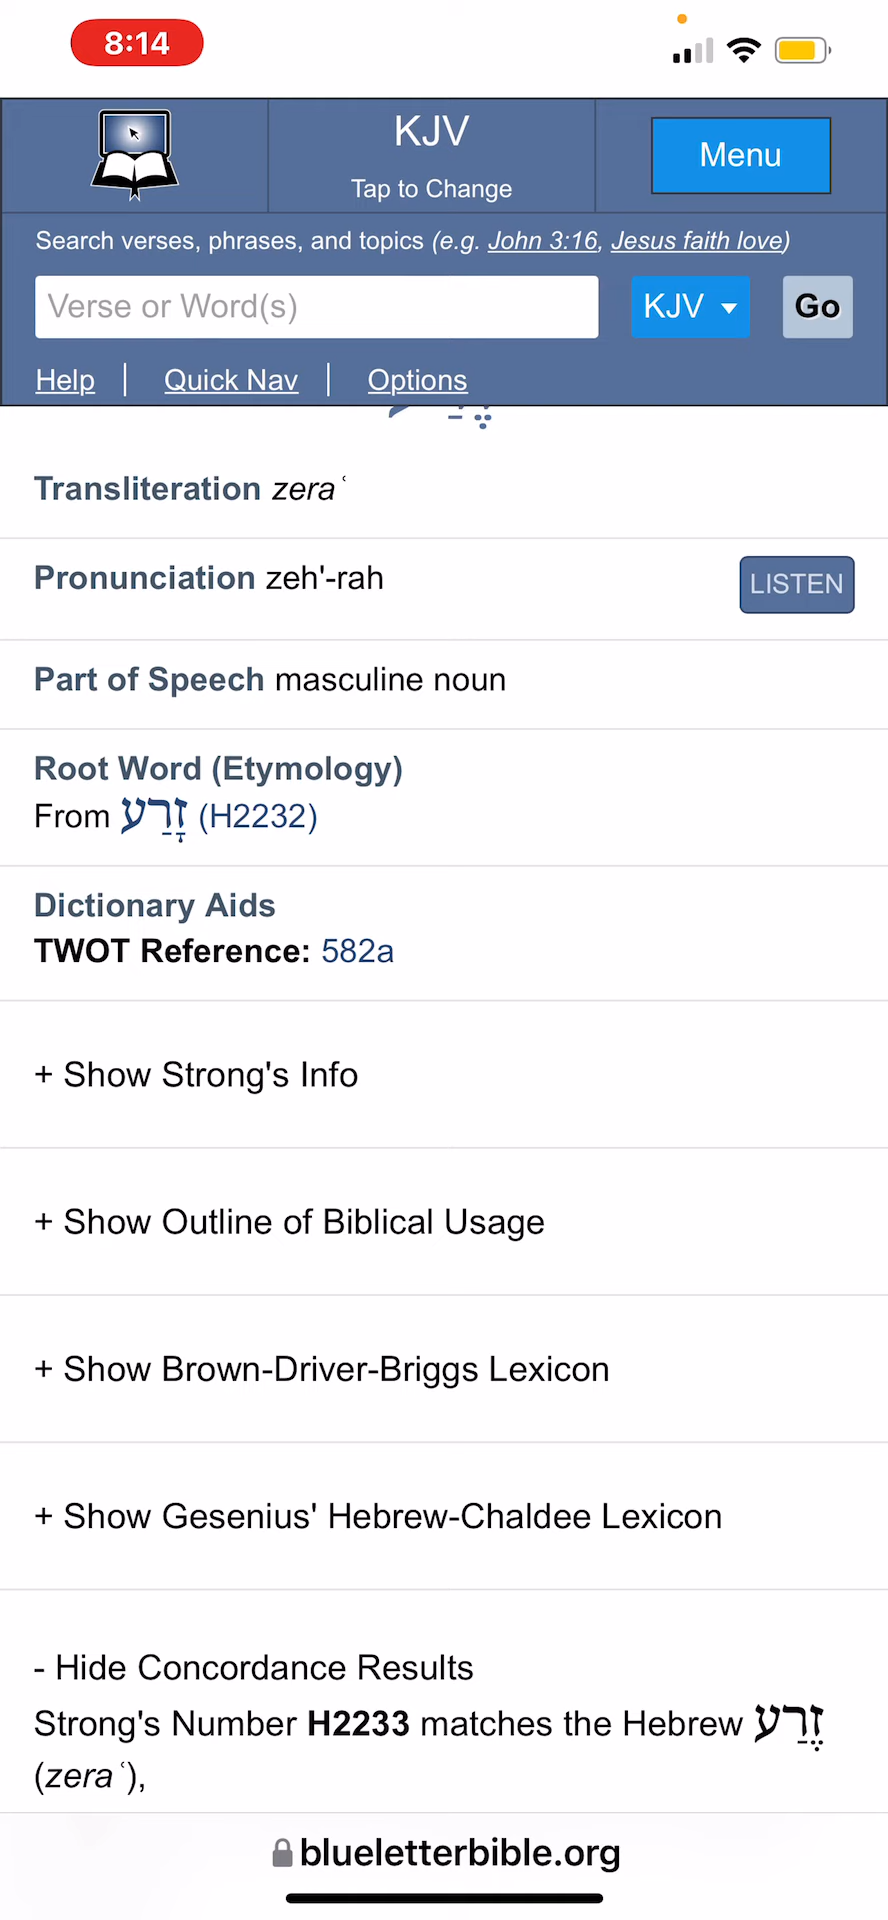 8:14
KJV
Tap to Change
Menu
Search verses, phrases, and topics (e.g. John 3:16, Jesus faith love)
Verse or Word(s)
KJV
Go
Help | Quick Nav | Options
Transliteration zeraʿ
Pronunciation zeh'-rah
LISTEN
Part of Speech masculine noun
Root Word (Etymology)
From זָרַע (H2232)
Dictionary Aids
TWOT Reference: 582a
+ Show Strong's Info
+ Show Outline of Biblical Usage
+ Show Brown-Driver-Briggs Lexicon
+ Show Gesenius' Hebrew-Chaldee Lexicon
- Hide Concordance Results
Strong's Number H2233 matches the Hebrew זֶרַע
(zeraʿ),
blueletterbible.org